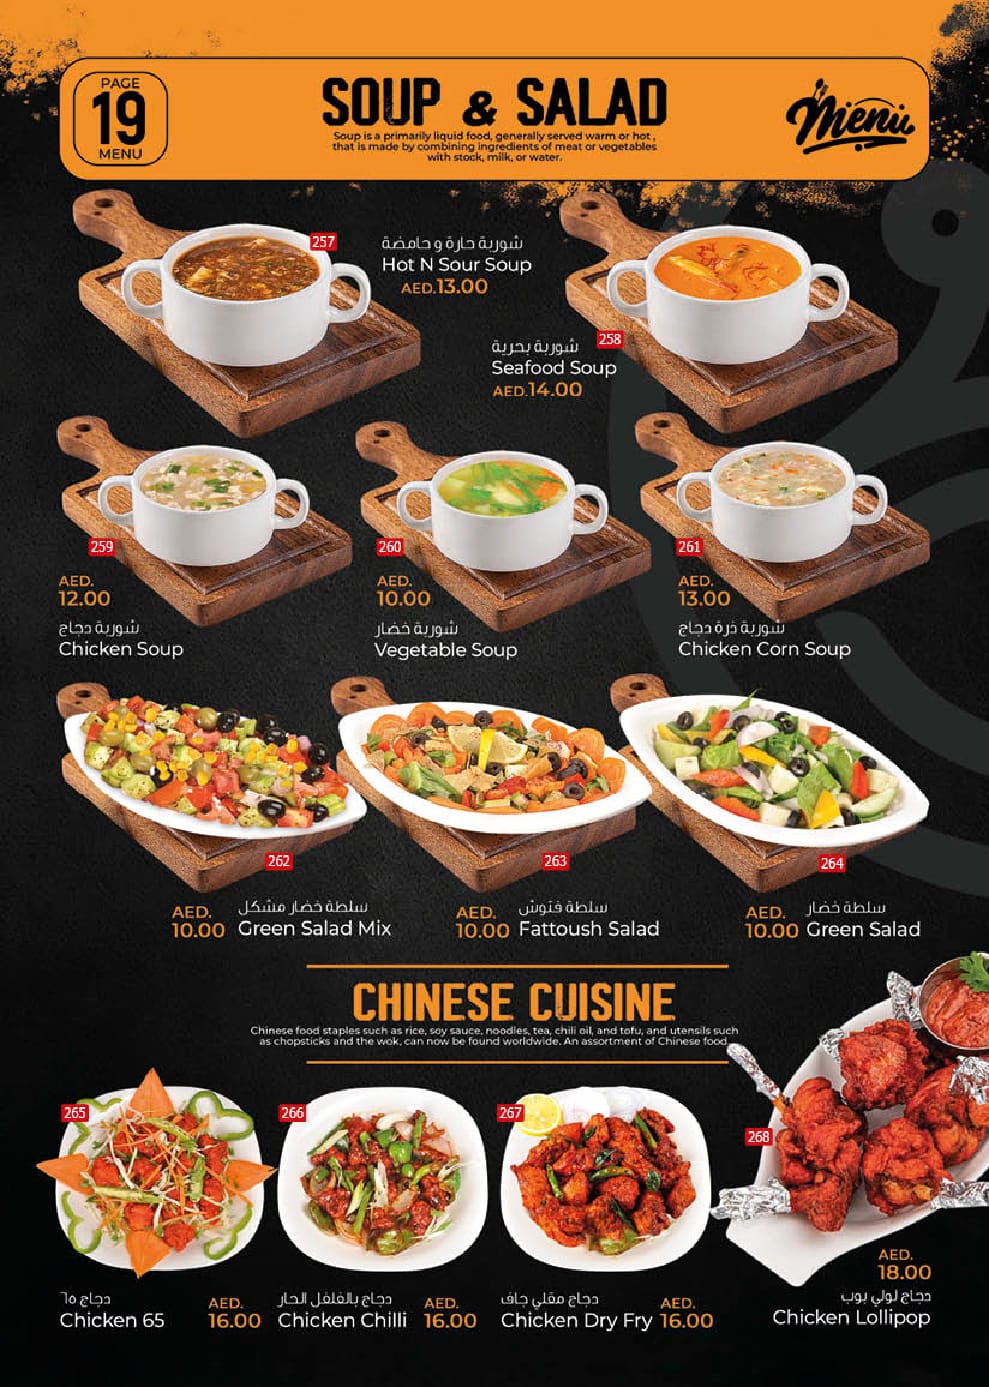 PAGE
19
MENU
SOUP & SALAD
Soup is a primarily liquid food, generally served warm or hot ,
that is made by combining ingredients of meat or vegetables
with stock, milk, or water.
Menu
257
شوربة حارة و حامضة
Hot N Sour Soup
AED.13.00
258
شوربة بحرية
Seafood Soup
AED.14.00
259
AED.
12.00
شوربة دجاج
Chicken Soup
260
AED.
10.00
شوربة خضار
Vegetable Soup
261
AED.
13.00
شوربة ذرة دجاج
Chicken Corn Soup
262
AED.
10.00
سلطة خضار مشكل
Green Salad Mix
263
AED.
10.00
سلطة فتوش
Fattoush Salad
264
AED.
10.00
سلطة خضار
Green Salad
CHINESE CUISINE
Chinese food staples such as rice, soy sauce, noodles, tea, chili oil, and tofu, and utensils such
as chopsticks and the wok, can now be found worldwide. An assortment of Chinese food.
265
دجاج ٦٥
Chicken 65
AED.
16.00
266
دجاج بالفلفل الحار
Chicken Chilli
AED.
16.00
267
دجاج مقلي جاف
Chicken Dry Fry
AED.
16.00
268
AED.
18.00
دجاج لولي بوب
Chicken Lollipop